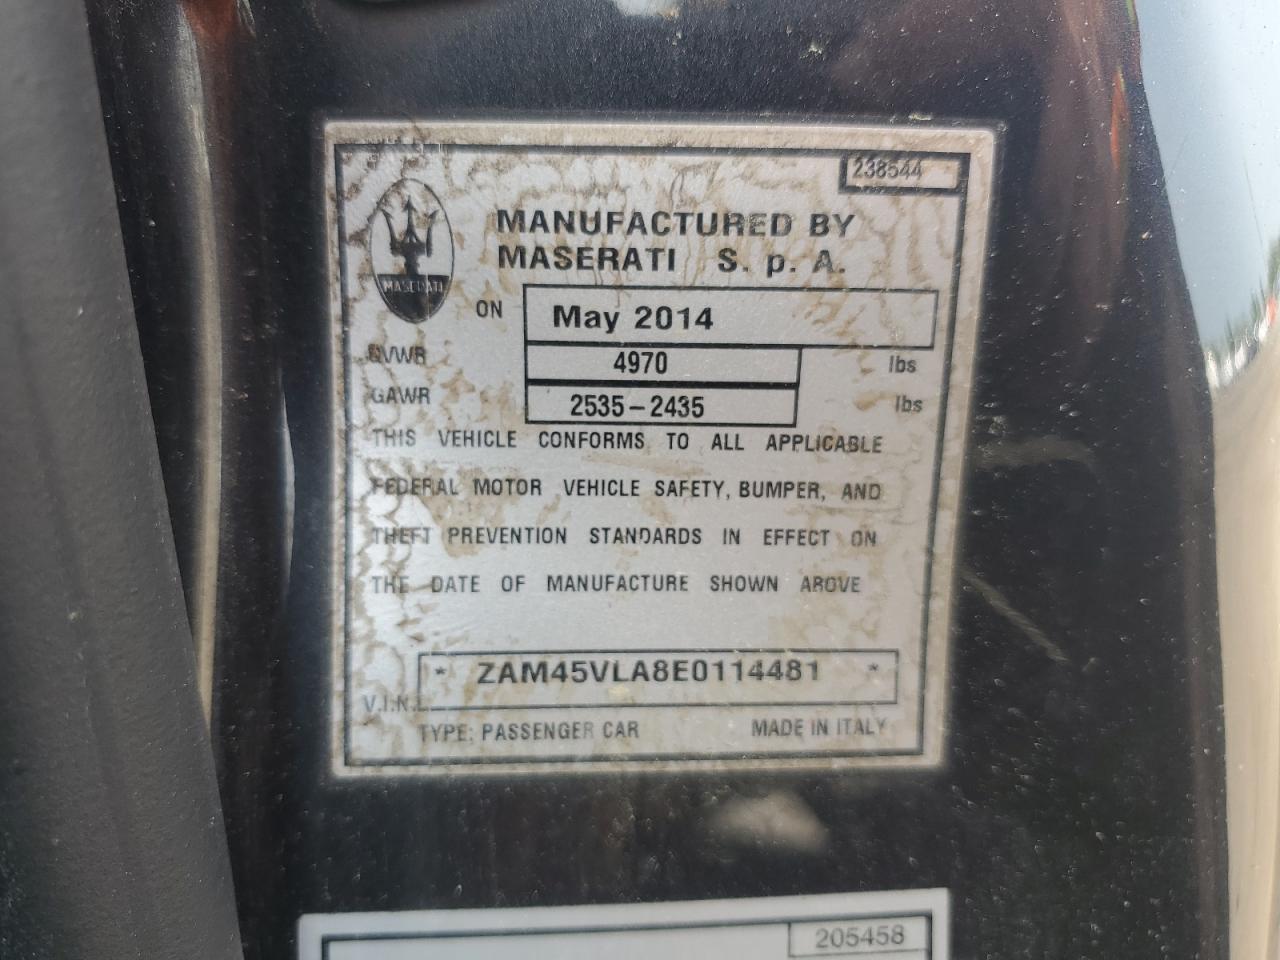 238544
MANUFACTURED BY
MASERATI S. p. A.
MASERATI
ON May 2014
GVWR 4970 lbs
GAWR 2535-2435 lbs
THIS VEHICLE CONFORMS TO ALL APPLICABLE
FEDERAL MOTOR VEHICLE SAFETY, BUMPER, AND
THEFT PREVENTION STANDARDS IN EFFECT ON
THE DATE OF MANUFACTURE SHOWN ABOVE
* ZAM45VLA8E0114481 *
V.I.N.
TYPE: PASSENGER CAR MADE IN ITALY
205458